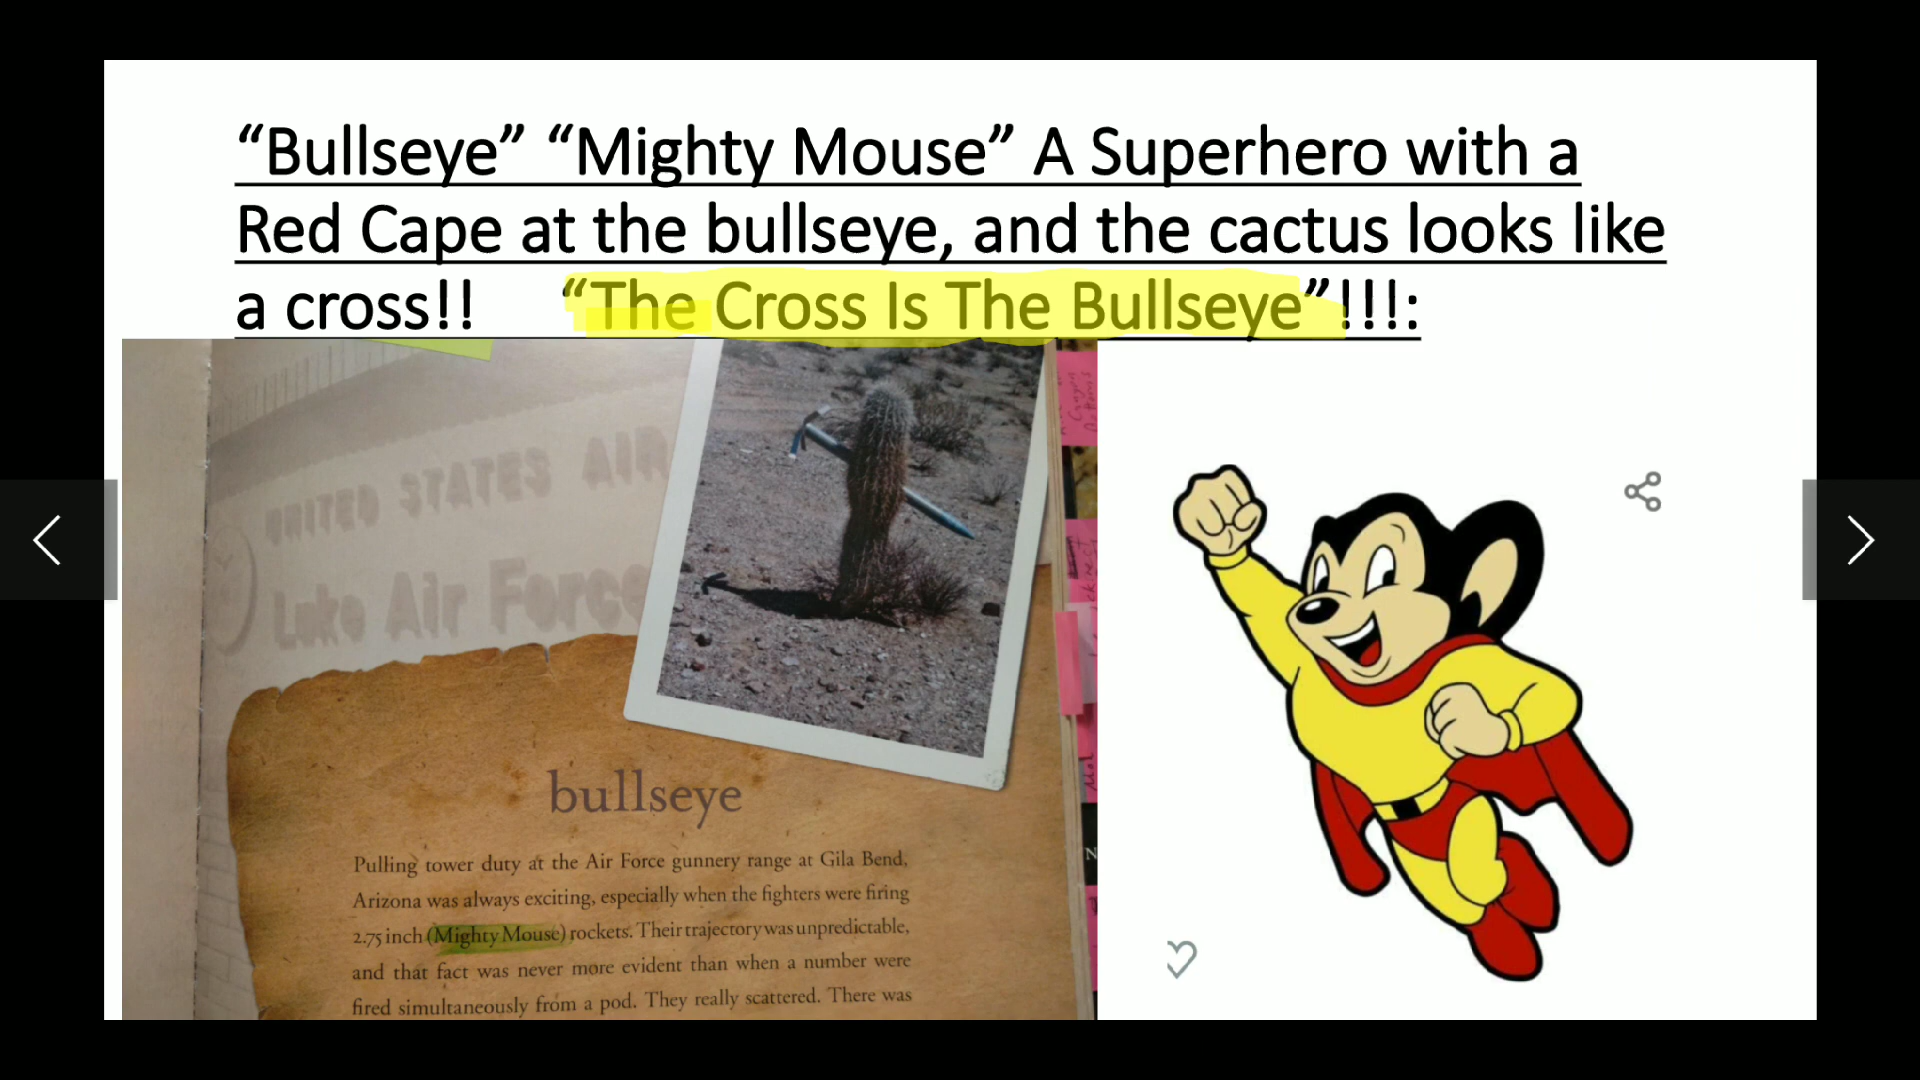 “Bullseye” “Mighty Mouse” A Superhero with a
Red Cape at the bullseye, and the cactus looks like
a cross!! “The Cross Is The Bullseye”!!!:
UNITED STATES AIR
Luke Air Force
bullseye
Pulling tower duty at the Air Force gunnery range at Gila Bend,
Arizona was always exciting, especially when the fighters were firing
2.75 inch (Mighty Mouse) rockets. Their trajectory was unpredictable,
and that fact was never more evident than when a number were
fired simultaneously from a pod. They really scattered. There was
N